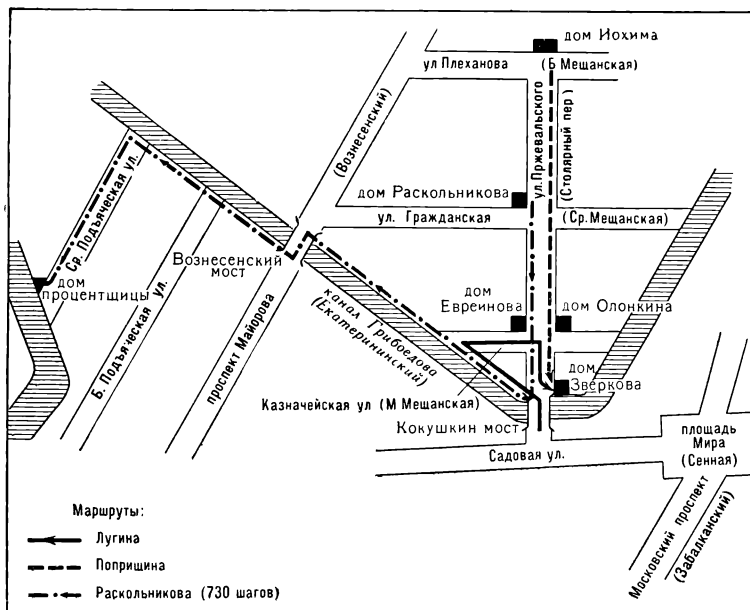 дом Иохима
ул Плеханова
(Б Мещанская)
(Вознесенский)
ул.Пржевальского
(Столярный пер)
дом Раскольникова
ул. Гражданская
(Ср.Мещанская)
Ср. Подъяческая ул.
Вознесенский
мост
дом
процентщицы
Б. Подъяческая ул.
проспект Майорова
канал Грибоедова
(Екатерининский)
дом
Евреинова
дом Олонкина
дом
Зверкова
Казначейская ул (М Мещанская)
Кокушкин мост
Садовая ул.
площадь
Мира
(Сенная)
Московский проспект
(Забалканский)
Маршруты:
Лугина
Поприщина
Раскольникова (730 шагов)